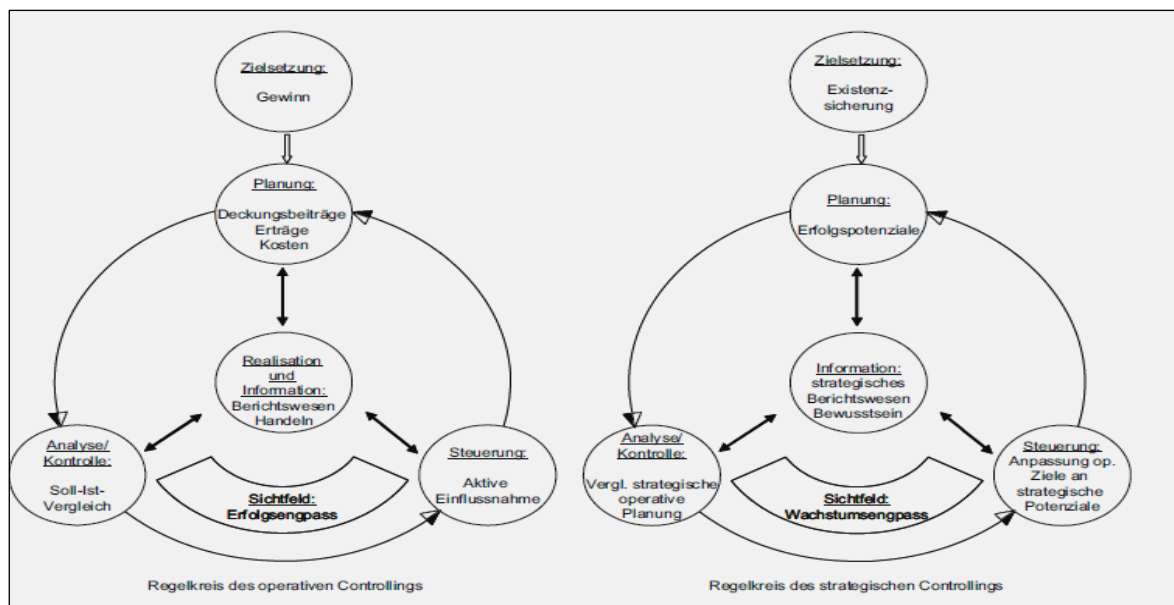 Zielsetzung:
Gewinn
Planung:
Deckungsbeiträge
Erträge
Kosten
Realisation
und
Information:
Berichtswesen
Handeln
Analyse/
Kontrolle:
Soll-Ist-
Vergleich
Sichtfeld:
Erfolgsengpass
Steuerung:
Aktive
Einflussnahme
Regelkreis des operativen Controllings
Zielsetzung:
Existenz-
sicherung
Planung:
Erfolgspotenziale
Information:
strategisches
Berichtswesen
Bewusstsein
Analyse/
Kontrolle:
Vergl. strategische
operative
Planung
Sichtfeld:
Wachstumsengpass
Steuerung:
Anpassung op.
Ziele an
strategische
Potenziale
Regelkreis des strategischen Controllings